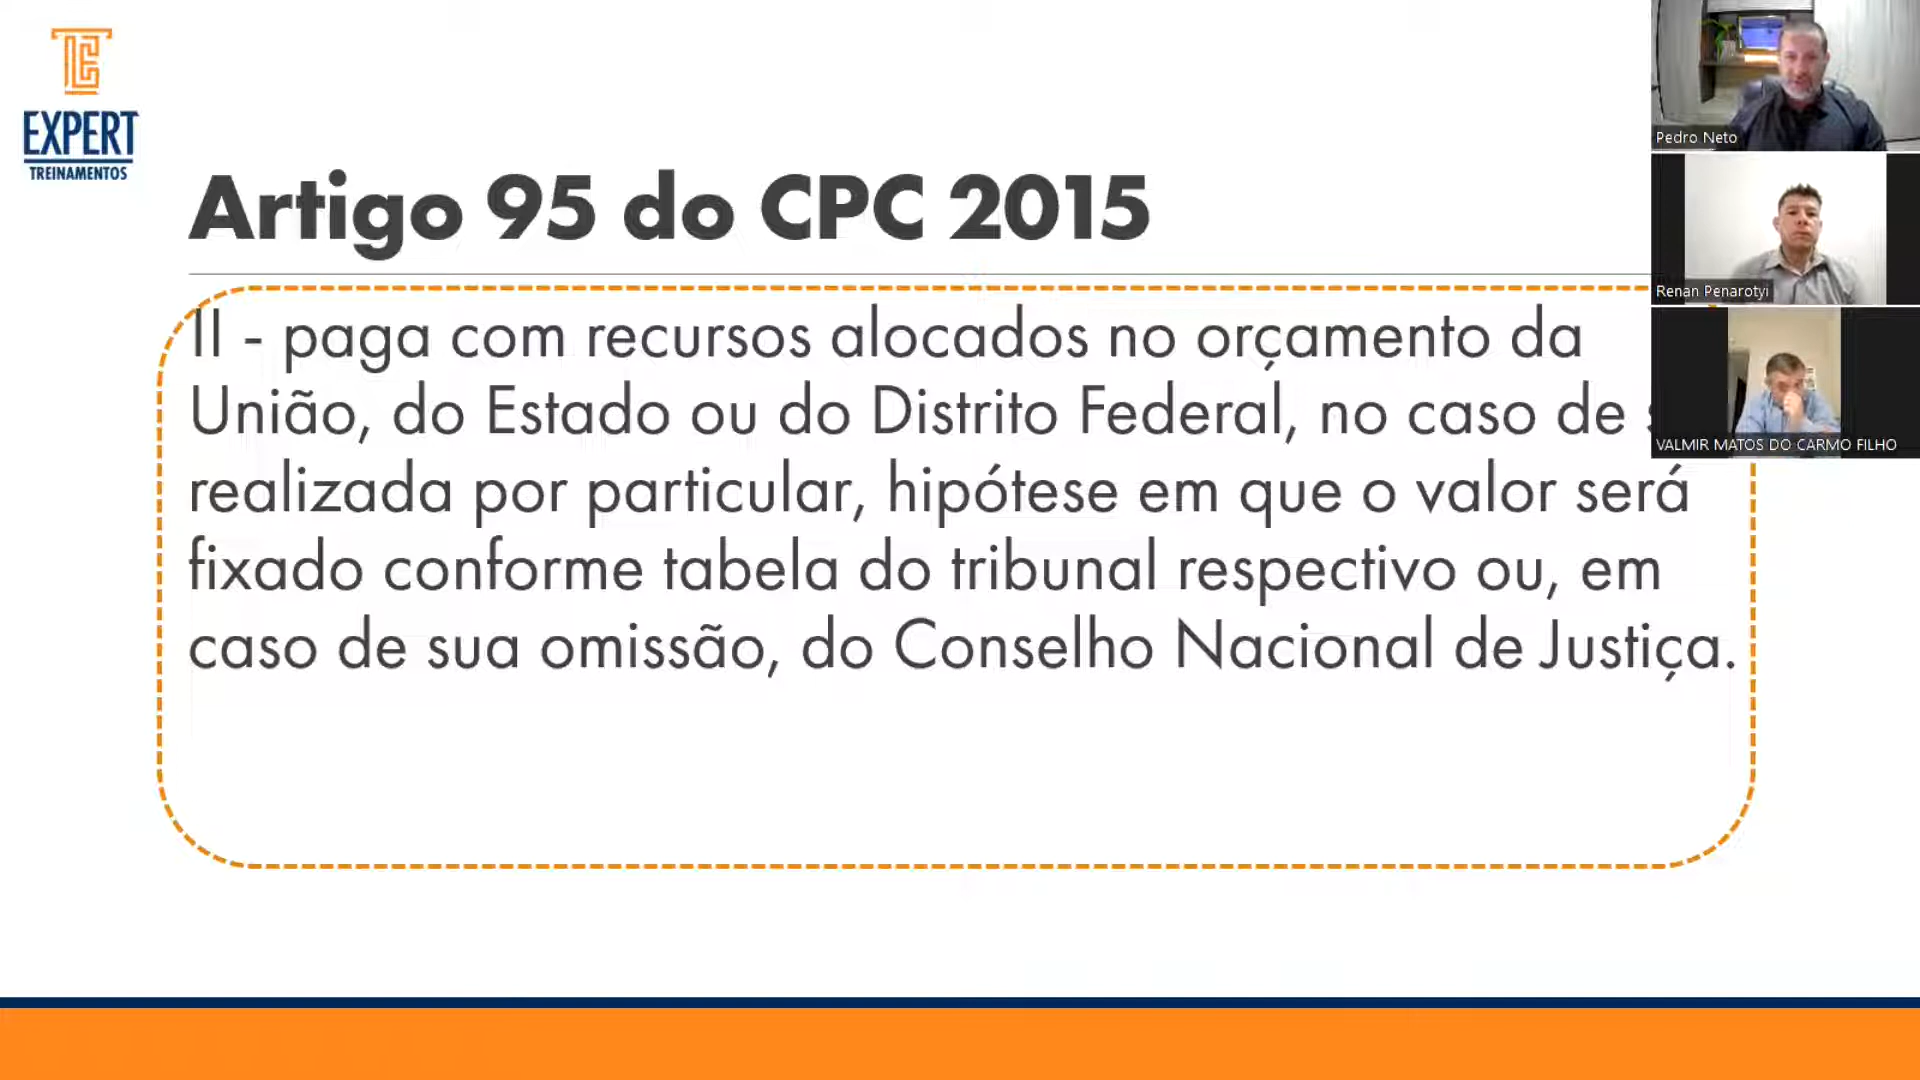 EXPERT
TREINAMENTOS
Artigo 95 do CPC 2015
II - paga com recursos alocados no orçamento da
União, do Estado ou do Distrito Federal, no caso de
realizada por particular, hipótese em que o valor será
fixado conforme tabela do tribunal respectivo ou, em
caso de sua omissão, do Conselho Nacional de Justiça.
Pedro Neto
Renan Penarotyi
VALMIR MATOS DO CARMO FILHO